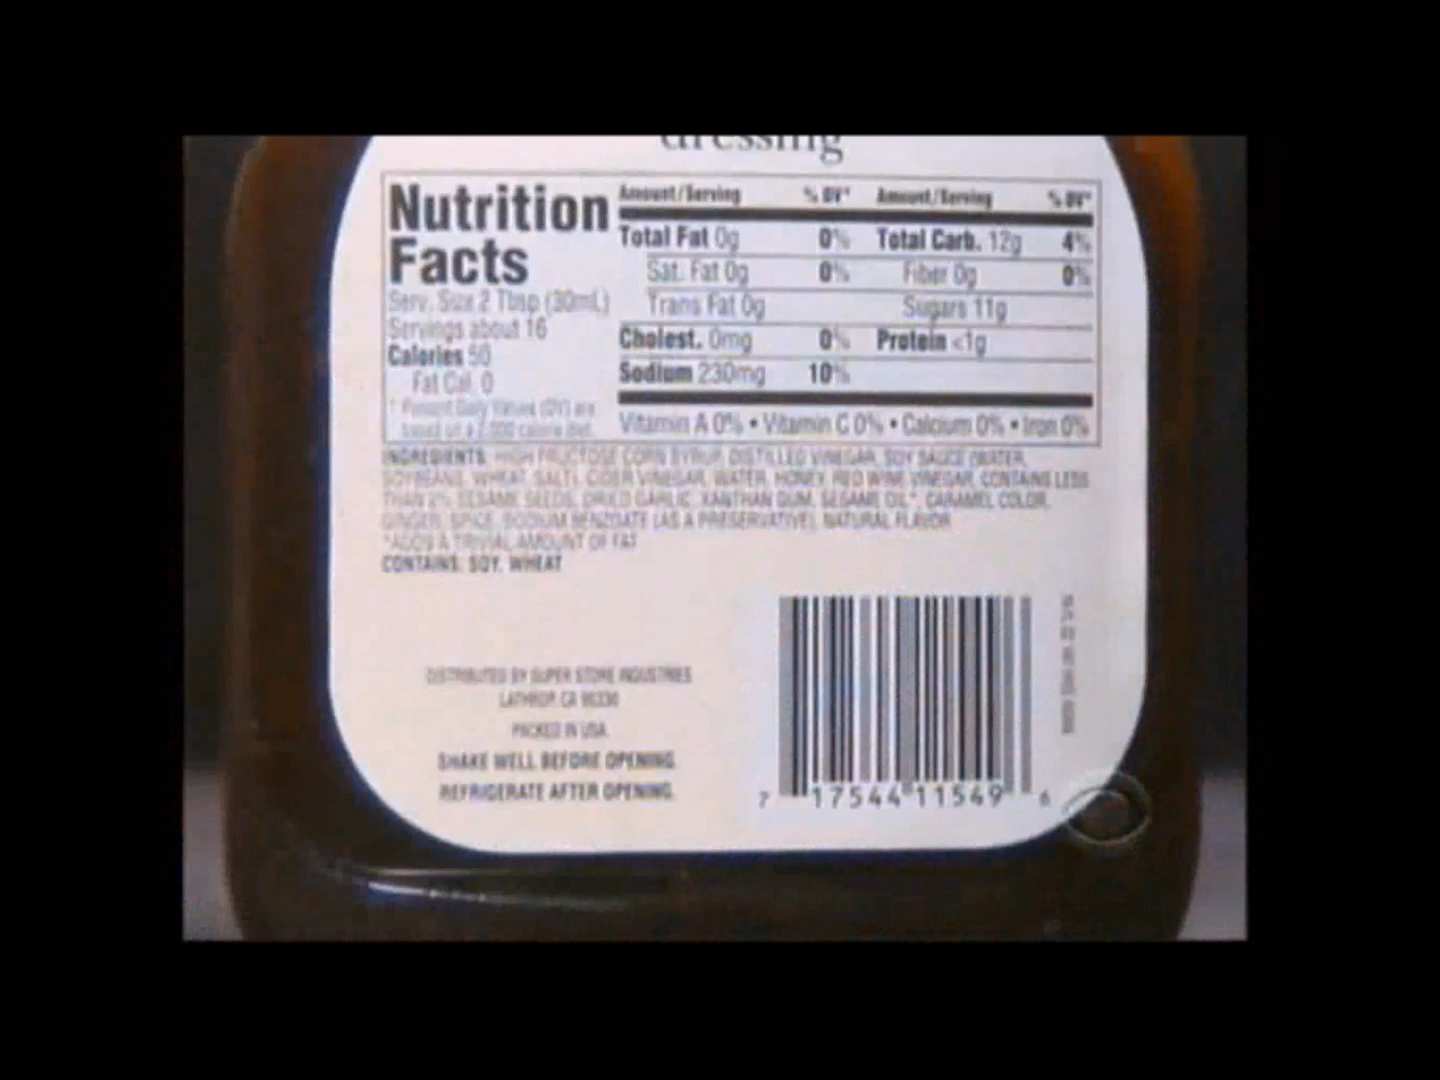 dressing
Nutrition
Facts
Serv. Size 2 Tbsp (30mL)
Servings about 16
Calories 50
Fat Cal. 0
* Percent Daily Values (DV) are
based on a 2,000 calorie diet.
Amount/Serving %DV* Amount/Serving %DV*
Total Fat 0g 0% Total Carb. 12g 4%
Sat. Fat 0g 0% Fiber 0g 0%
Trans Fat 0g Sugars 11g
Cholest. 0mg 0% Protein <1g
Sodium 230mg 10%
Vitamin A 0% • Vitamin C 0% • Calcium 0% • Iron 0%
INGREDIENTS: HIGH FRUCTOSE CORN SYRUP, DISTILLED VINEGAR, SOY SAUCE (WATER,
SOYBEANS, WHEAT, SALT), CIDER VINEGAR, WATER, HONEY, RED WINE VINEGAR, CONTAINS LESS
THAN 2%: SESAME SEEDS, DRIED GARLIC, XANTHAN GUM, SESAME OIL*, CARAMEL COLOR,
GINGER, SPICE, SODIUM BENZOATE (AS A PRESERVATIVE), NATURAL FLAVOR.
*ADDS A TRIVIAL AMOUNT OF FAT
CONTAINS: SOY, WHEAT
DISTRIBUTED BY SUPER STORE INDUSTRIES
LATHROP, CA 95330
PACKED IN USA
SHAKE WELL BEFORE OPENING.
REFRIGERATE AFTER OPENING.
7 17544 11549 6